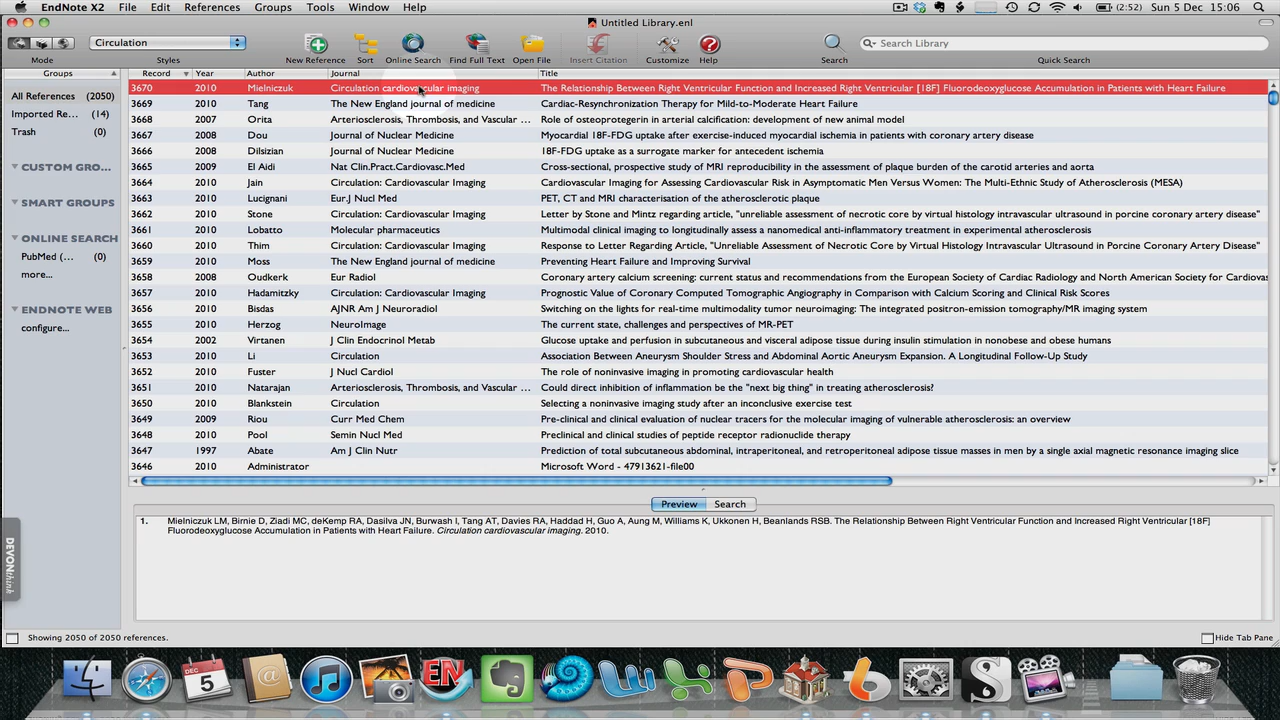 EndNote X2 File Edit References Groups Tools Window Help (2:52) Sun 5 Dec 15:06
Untitled Library.enl
Circulation Search Library
Mode Styles New Reference Sort Online Search Find Full Text Open File Insert Citation Customize Help Search Quick Search
Groups Record Year Author Journal Title
All References (2050)
Imported Re... (14)
Trash (0)
CUSTOM GRO...
SMART GROUPS
ONLINE SEARCH
PubMed (... (0)
more...
ENDNOTE WEB
configure...
3670 2010 Mielniczuk Circulation cardiovascular imaging The Relationship Between Right Ventricular Function and Increased Right Ventricular [18F] Fluorodeoxyglucose Accumulation in Patients with Heart Failure
3669 2010 Tang The New England journal of medicine Cardiac-Resynchronization Therapy for Mild-to-Moderate Heart Failure
3668 2007 Orita Arteriosclerosis, Thrombosis, and Vascular ... Role of osteoprotegerin in arterial calcification: development of new animal model
3667 2008 Dou Journal of Nuclear Medicine Myocardial 18F-FDG uptake after exercise-induced myocardial ischemia in patients with coronary artery disease
3666 2008 Dilsizian Journal of Nuclear Medicine 18F-FDG uptake as a surrogate marker for antecedent ischemia
3665 2009 El Aidi Nat Clin.Pract.Cardiovasc.Med Cross-sectional, prospective study of MRI reproducibility in the assessment of plaque burden of the carotid arteries and aorta
3664 2010 Jain Circulation: Cardiovascular Imaging Cardiovascular Imaging for Assessing Cardiovascular Risk in Asymptomatic Men Versus Women: The Multi-Ethnic Study of Atherosclerosis (MESA)
3663 2010 Lucignani Eur.J Nucl Med PET, CT and MRI characterisation of the atherosclerotic plaque
3662 2010 Stone Circulation: Cardiovascular Imaging Letter by Stone and Mintz regarding article, "unreliable assessment of necrotic core by virtual histology intravascular ultrasound in porcine coronary artery disease"
3661 2010 Lobatto Molecular pharmaceutics Multimodal clinical imaging to longitudinally assess a nanomedical anti-inflammatory treatment in experimental atherosclerosis
3660 2010 Thim Circulation: Cardiovascular Imaging Response to Letter Regarding Article, "Unreliable Assessment of Necrotic Core by Virtual Histology Intravascular Ultrasound in Porcine Coronary Artery Disease"
3659 2010 Moss The New England journal of medicine Preventing Heart Failure and Improving Survival
3658 2008 Oudkerk Eur Radiol Coronary artery calcium screening: current status and recommendations from the European Society of Cardiac Radiology and North American Society for Cardiovas
3657 2010 Hadamitzky Circulation: Cardiovascular Imaging Prognostic Value of Coronary Computed Tomographic Angiography in Comparison with Calcium Scoring and Clinical Risk Scores
3656 2010 Bisdas AJNR Am J Neuroradiol Switching on the lights for real-time multimodality tumor neuroimaging: The integrated positron-emission tomography/MR imaging system
3655 2010 Herzog NeuroImage The current state, challenges and perspectives of MR-PET
3654 2002 Virtanen J Clin Endocrinol Metab Glucose uptake and perfusion in subcutaneous and visceral adipose tissue during insulin stimulation in nonobese and obese humans
3653 2010 Li Circulation Association Between Aneurysm Shoulder Stress and Abdominal Aortic Aneurysm Expansion. A Longitudinal Follow-Up Study
3652 2010 Fuster J Nucl Cardiol The role of noninvasive imaging in promoting cardiovascular health
3651 2010 Natarajan Arteriosclerosis, Thrombosis, and Vascular ... Could direct inhibition of inflammation be the "next big thing" in treating atherosclerosis?
3650 2010 Blankstein Circulation Selecting a noninvasive imaging study after an inconclusive exercise test
3649 2009 Riou Curr Med Chem Pre-clinical and clinical evaluation of nuclear tracers for the molecular imaging of vulnerable atherosclerosis: an overview
3648 2010 Pool Semin Nucl Med Preclinical and clinical studies of peptide receptor radionuclide therapy
3647 1997 Abate Am J Clin Nutr Prediction of total subcutaneous abdominal, intraperitoneal, and retroperitoneal adipose tissue masses in men by a single axial magnetic resonance imaging slice
3646 2010 Administrator Microsoft Word - 47913621-file00
Preview Search
1. Mielniczuk LM, Birnie D, Ziadi MC, deKemp RA, Dasilva JN, Burwash I, Tang AT, Davies RA, Haddad H, Guo A, Aung M, Williams K, Ukkonen H, Beanlands RSB. The Relationship Between Right Ventricular Function and Increased Right Ventricular [18F]
Fluorodeoxyglucose Accumulation in Patients with Heart Failure. Circulation cardiovascular imaging. 2010.
DEVONthink
Showing 2050 of 2050 references. Hide Tab Pane
DEC
5
EN